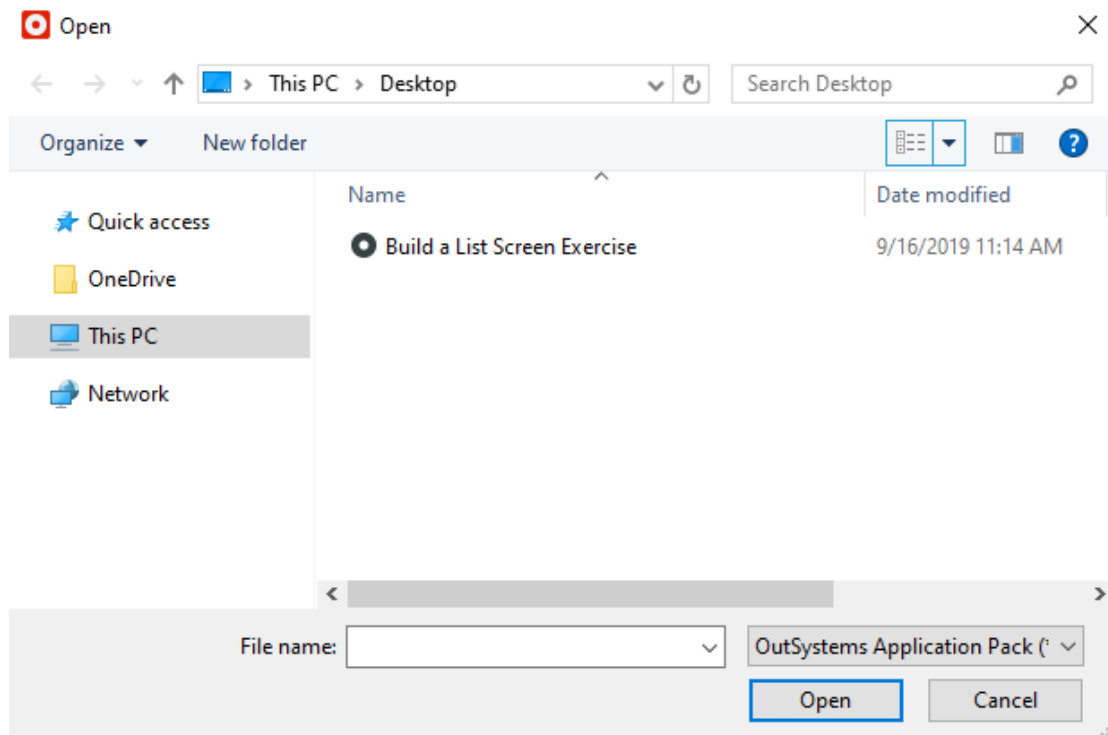 Open
This PC > Desktop
Search Desktop
Organize
New folder
Name
Date modified
Quick access
Build a List Screen Exercise
9/16/2019 11:14 AM
OneDrive
This PC
Network
File name:
OutSystems Application Pack (*
Open
Cancel